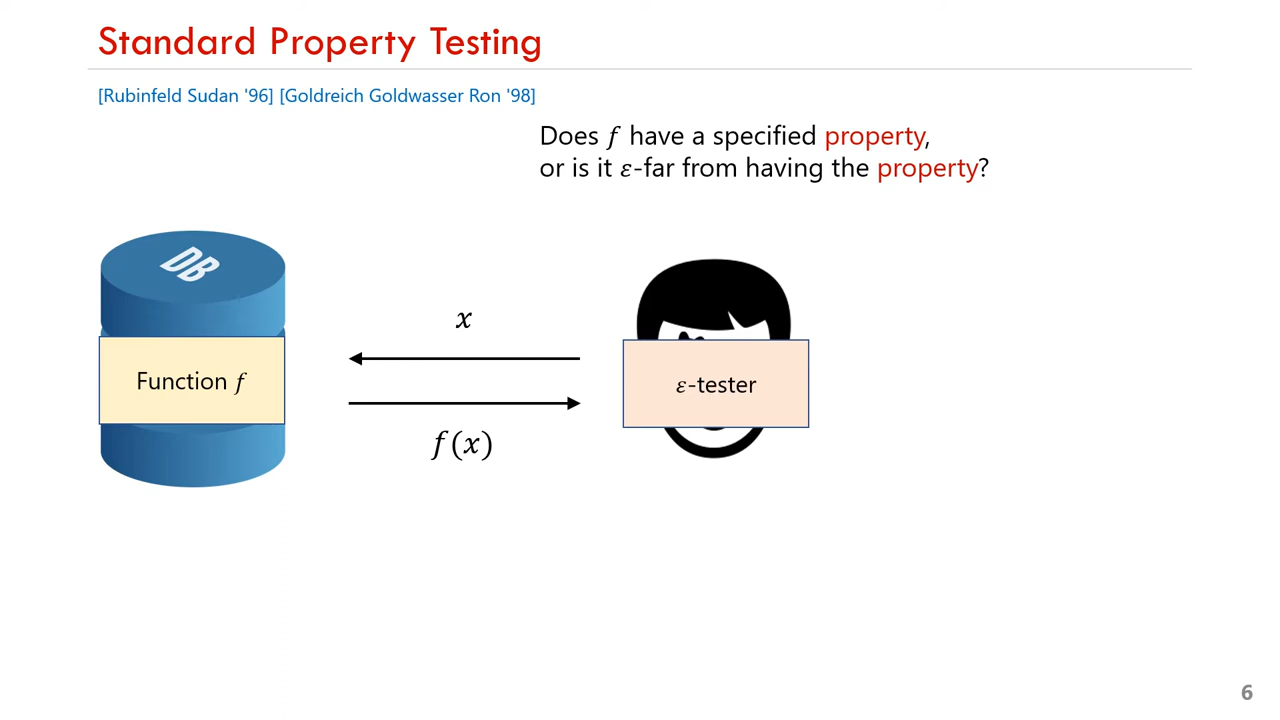 Standard Property Testing
[Rubinfeld Sudan '96] [Goldreich Goldwasser Ron '98]
Does 𝑓 have a specified property,
or is it 𝜀-far from having the property?
DB
𝑥
Function 𝑓
𝜀-tester
𝑓(𝑥)
6